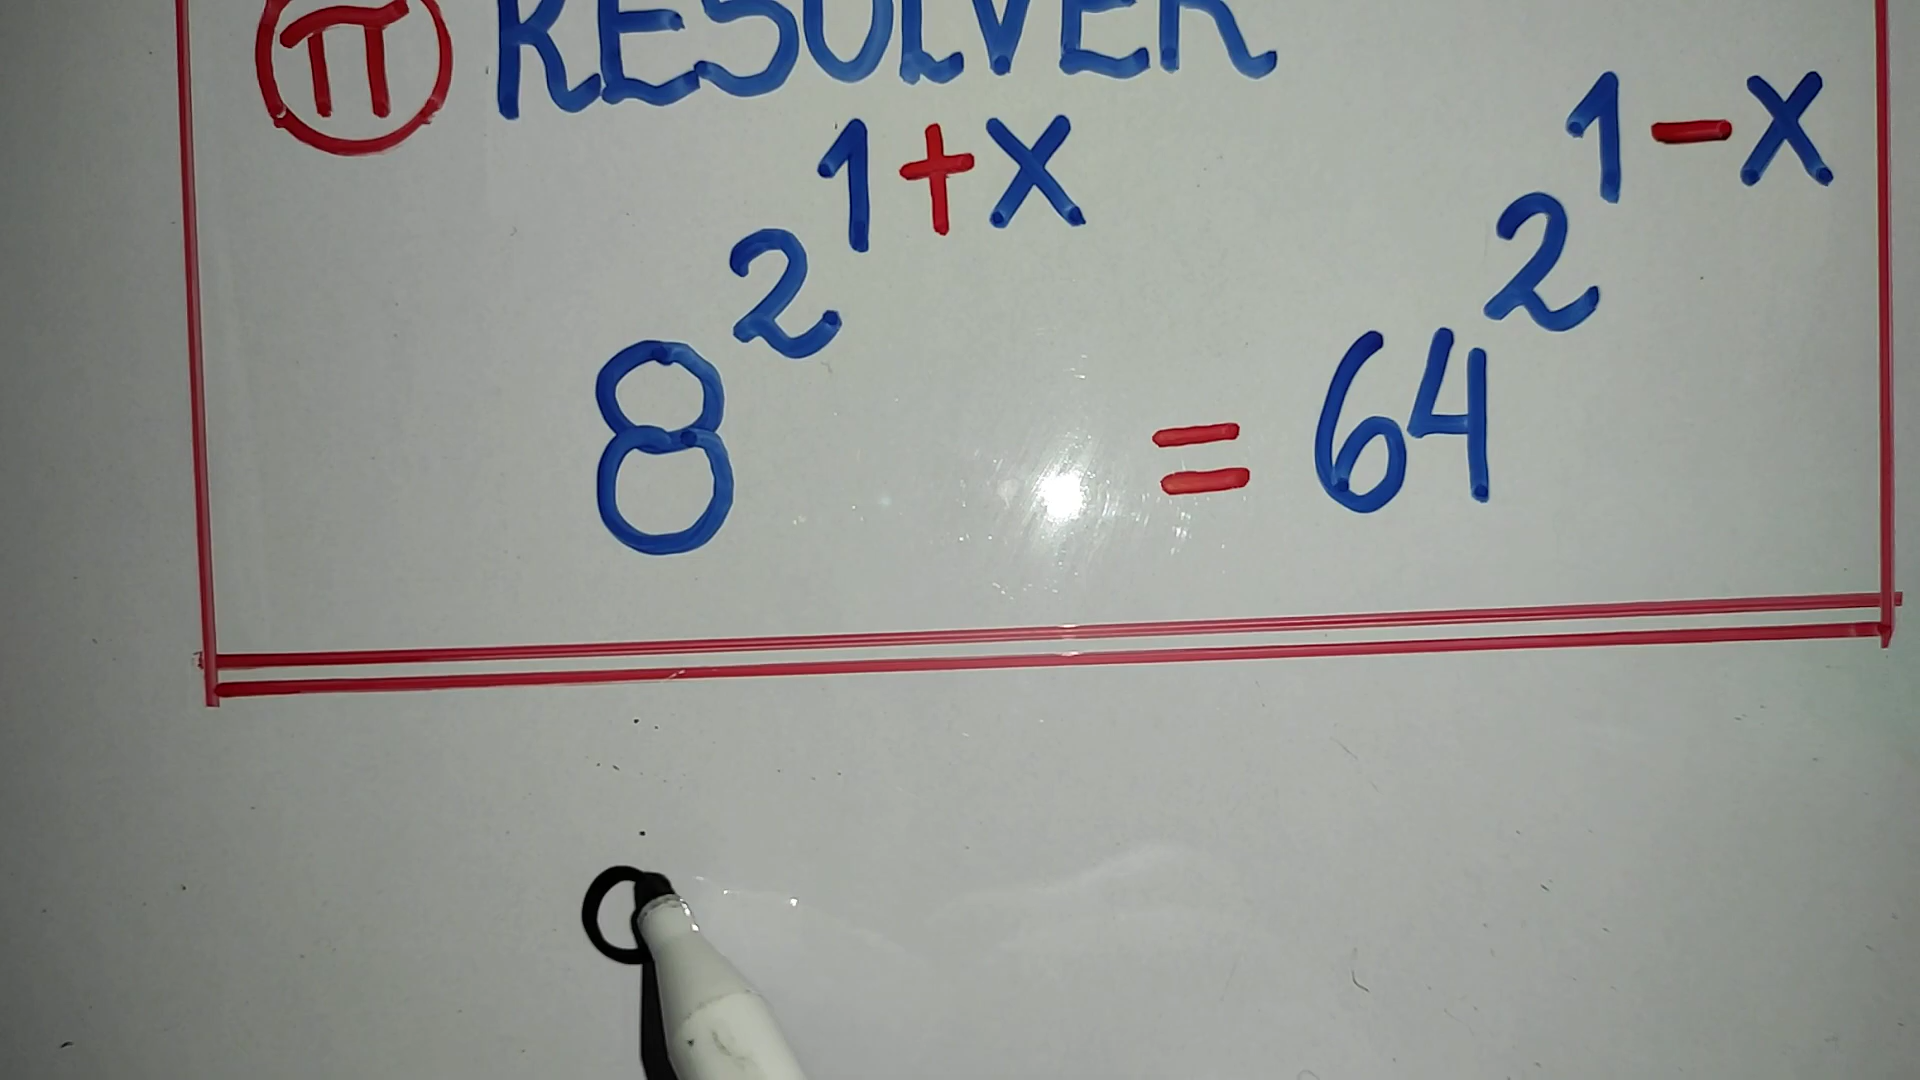 π RESOLVER
8^2^1+x = 64^2^1-x